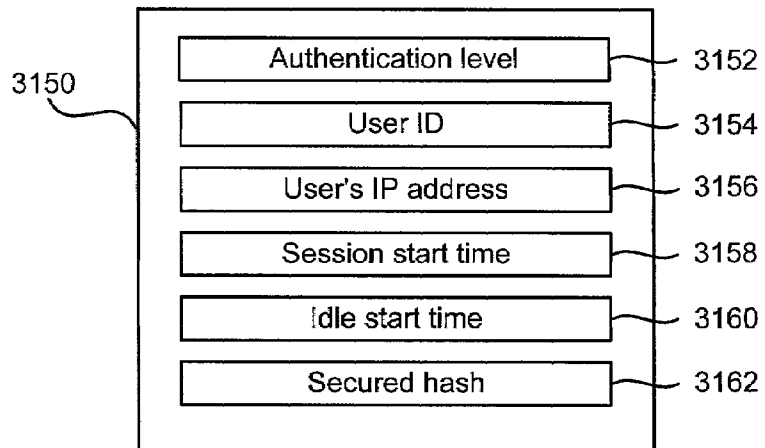 Authentication level 3152
3150
User ID 3154
User's IP address 3156
Session start time 3158
Idle start time 3160
Secured hash 3162